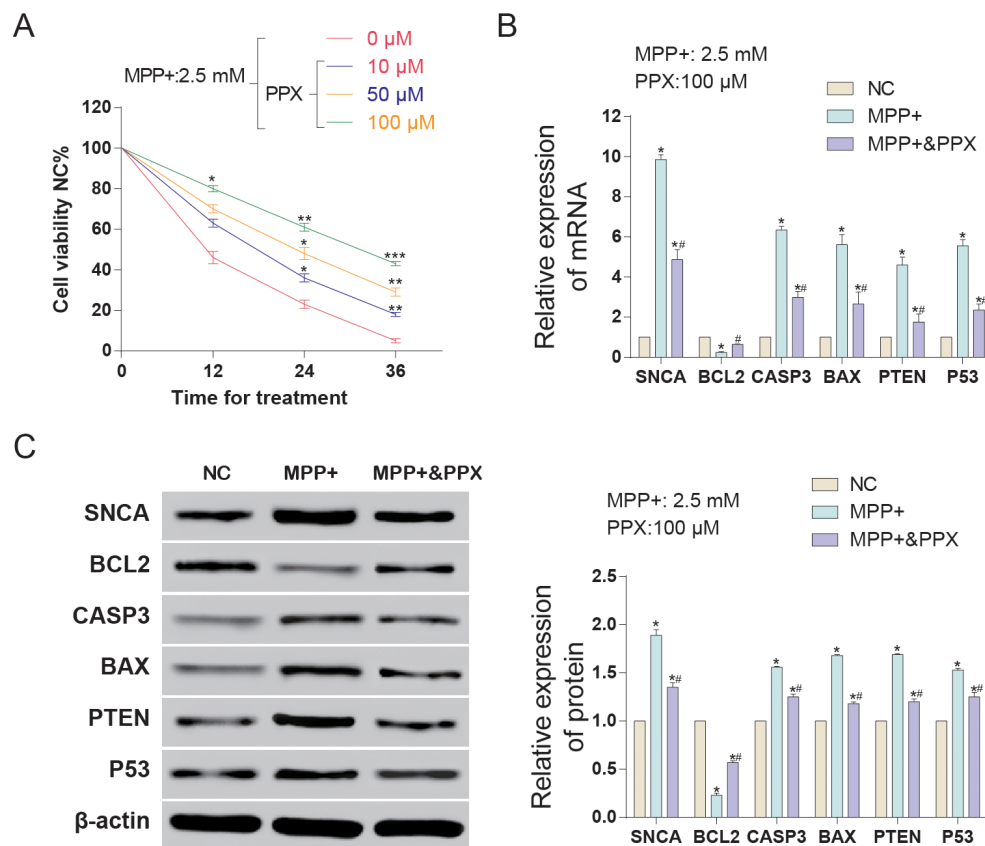 A
MPP+:2.5 mM
PPX
0 µM
10 µM
50 µM
100 µM
Cell viability NC%
120
100
80
60
40
20
0
*
**
*
*
***
**
**
0
12
24
36
Time for treatment
B
MPP+: 2.5 mM
PPX:100 µM
NC
MPP+
MPP+&PPX
Relative expression
of mRNA
12
10
8
6
4
2
0
*
*#
*
#
*
*#
*
*#
*
*#
*
*#
SNCA
BCL2
CASP3
BAX
PTEN
P53
C
NC
MPP+
MPP+&PPX
SNCA
BCL2
CASP3
BAX
PTEN
P53
β-actin
MPP+: 2.5 mM
PPX:100 µM
NC
MPP+
MPP+&PPX
Relative expression
of protein
2.5
2.0
1.5
1.0
0.5
0.0
*
*#
*
*#
*
*#
*
*#
*
*#
*
*#
SNCA
BCL2
CASP3
BAX
PTEN
P53